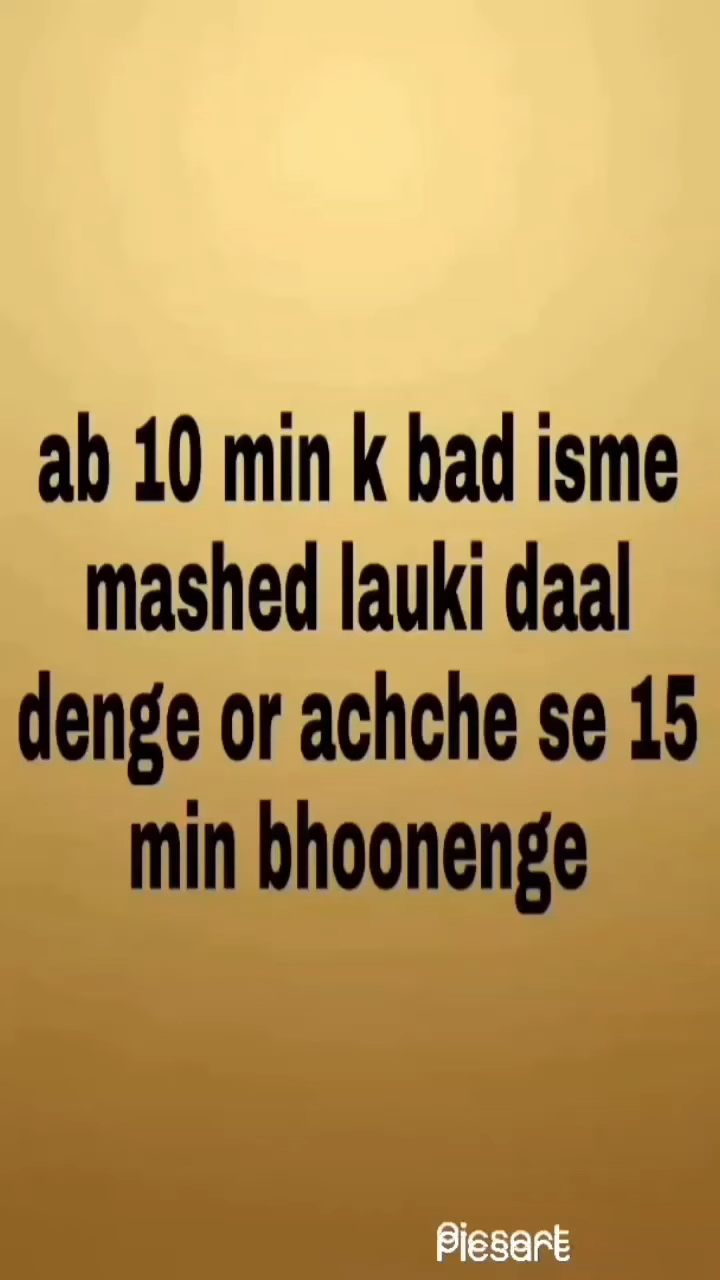 ab 10 min k bad isme
mashed lauki daal
denge or achche se 15
min bhoonenge
Picsart